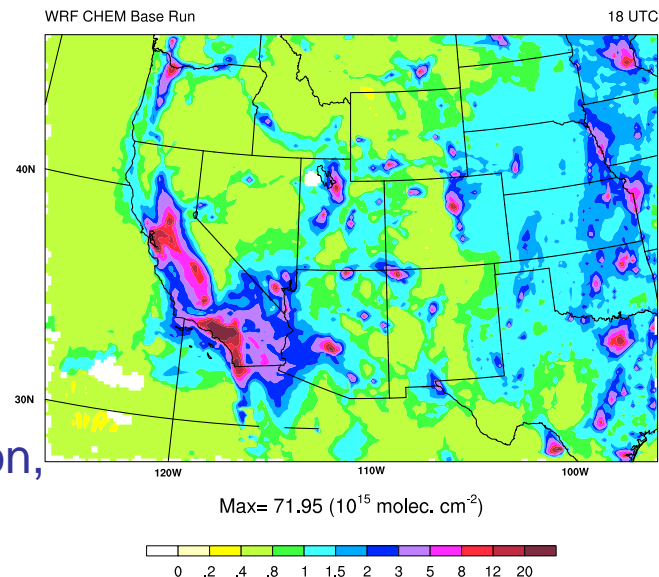 WRF CHEM Base Run 18 UTC
40N
30N
on,
120W 110W 100W
Max= 71.95 (10¹⁵ molec. cm⁻²)
0 .2 .4 .8 1 1.5 2 3 5 8 12 20